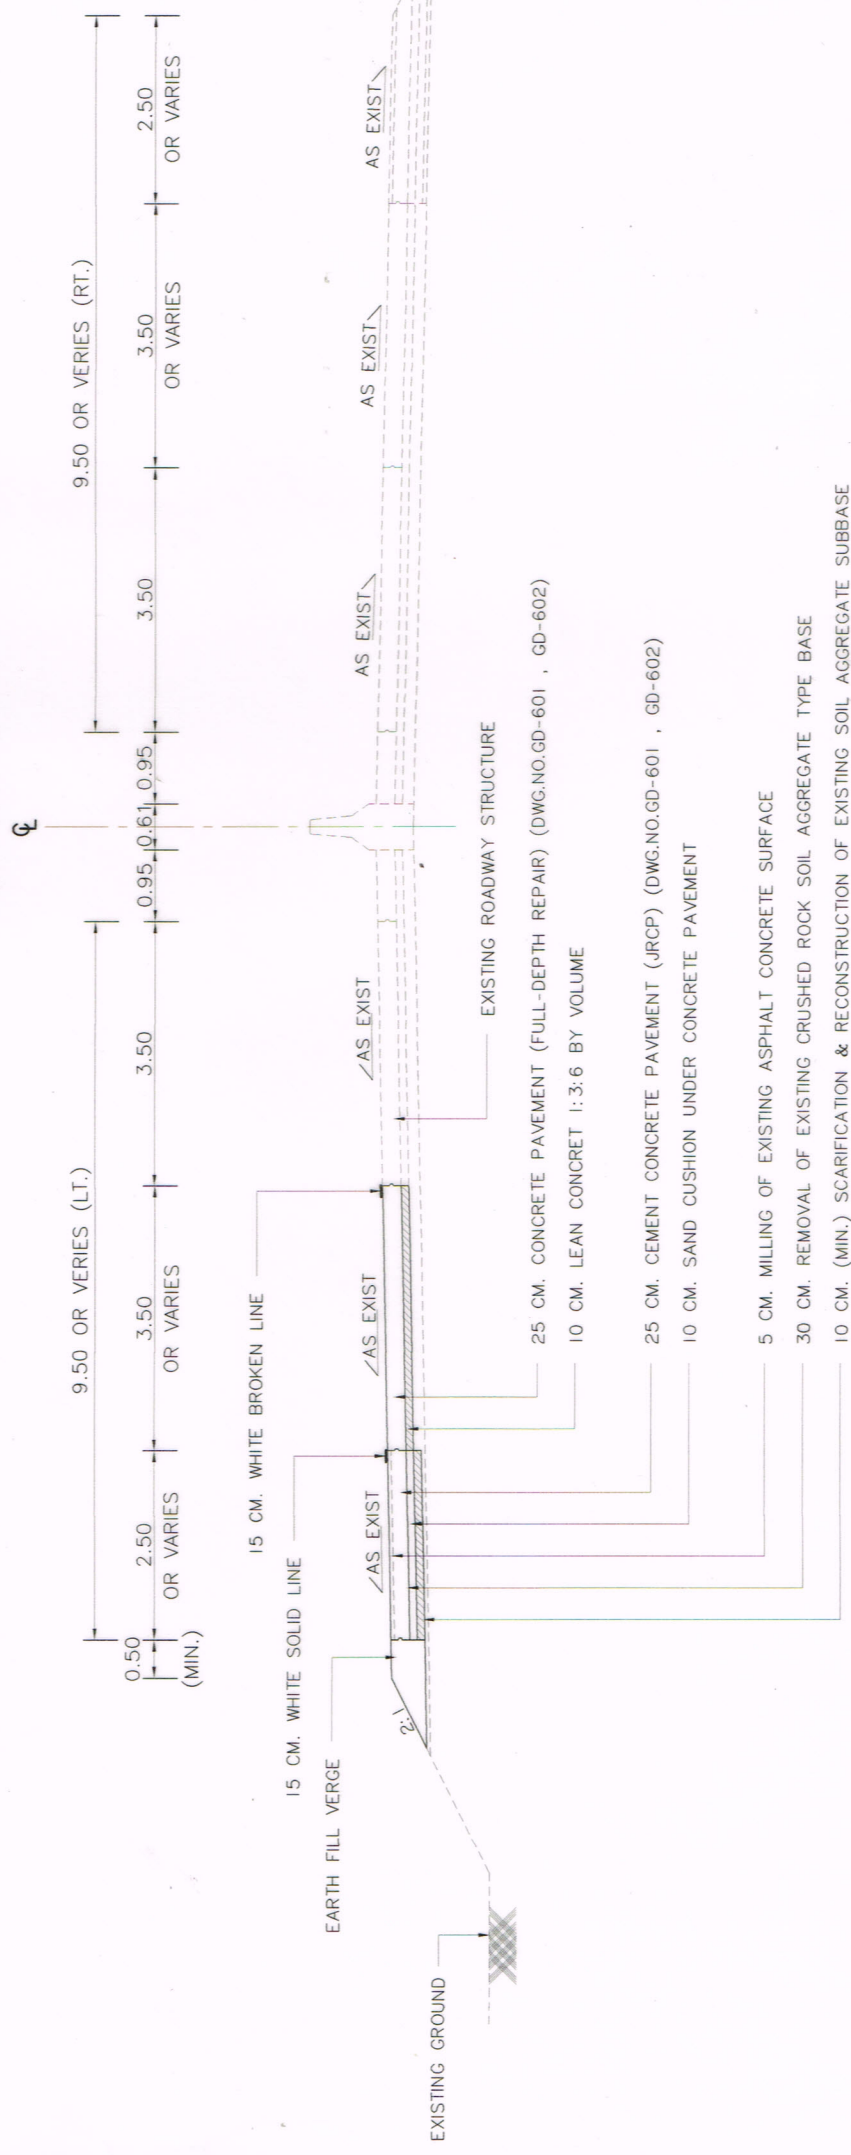 ℄
9.50 OR VERIES (LT.)
9.50 OR VERIES (RT.)
0.50
(MIN.)
2.50
OR VARIES
3.50
OR VARIES
3.50
0.95
0.61
0.95
3.50
3.50
OR VARIES
2.50
OR VARIES
15 CM. WHITE BROKEN LINE
15 CM. WHITE SOLID LINE
EARTH FILL VERGE
EXISTING GROUND
2:1
AS EXIST
AS EXIST
AS EXIST
AS EXIST
AS EXIST
AS EXIST
EXISTING ROADWAY STRUCTURE
25 CM. CONCRETE PAVEMENT (FULL-DEPTH REPAIR) (DWG.NO.GD-601 , GD-602)
10 CM. LEAN CONCRET 1:3:6 BY VOLUME
25 CM. CEMENT CONCRETE PAVEMENT (JRCP) (DWG.NO.GD-601 , GD-602)
10 CM. SAND CUSHION UNDER CONCRETE PAVEMENT
5 CM. MILLING OF EXISTING ASPHALT CONCRETE SURFACE
30 CM. REMOVAL OF EXISTING CRUSHED ROCK SOIL AGGREGATE TYPE BASE
10 CM. (MIN.) SCARIFICATION & RECONSTRUCTION OF EXISTING SOIL AGGREGATE SUBBASE